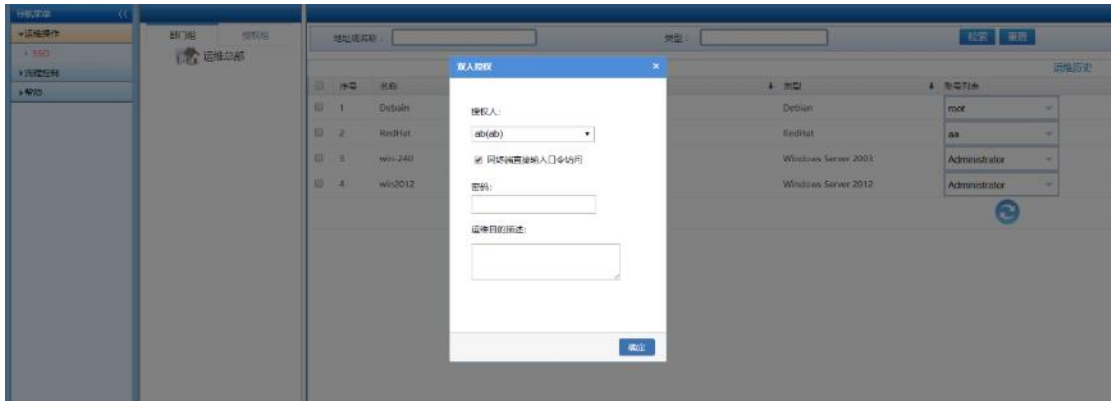 导航菜单
运维操作
SSO
流程控制
帮助
部门组 授权组
运维总部
地址或名称： 类型： 检索 重置
运维历史
序号 名称 类型 账号列表
1 Debain Debian root
2 RedHat RedHat aa
3 win-240 Windows Server 2003 Administrator
4 win2012 Windows Server 2012 Administrator
双人授权 ×
授权人：
ab(ab)
同终端直接输入口令访问
密码：
运维目的描述：
确定